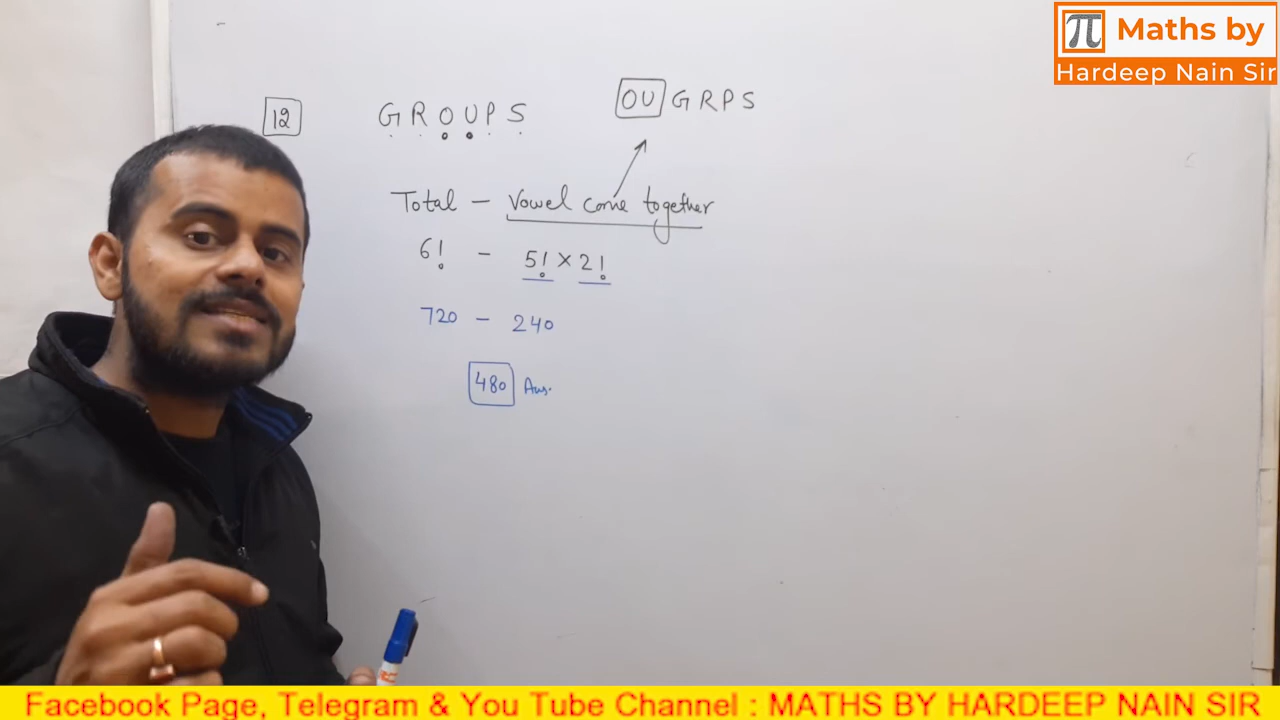 π Maths by
Hardeep Nain Sir
12 GROUPS OU GRPS
Total - Vowel come together
6! - 5! × 2!
720 - 240
480 Ans.
Facebook Page, Telegram & You Tube Channel : MATHS BY HARDEEP NAIN SIR